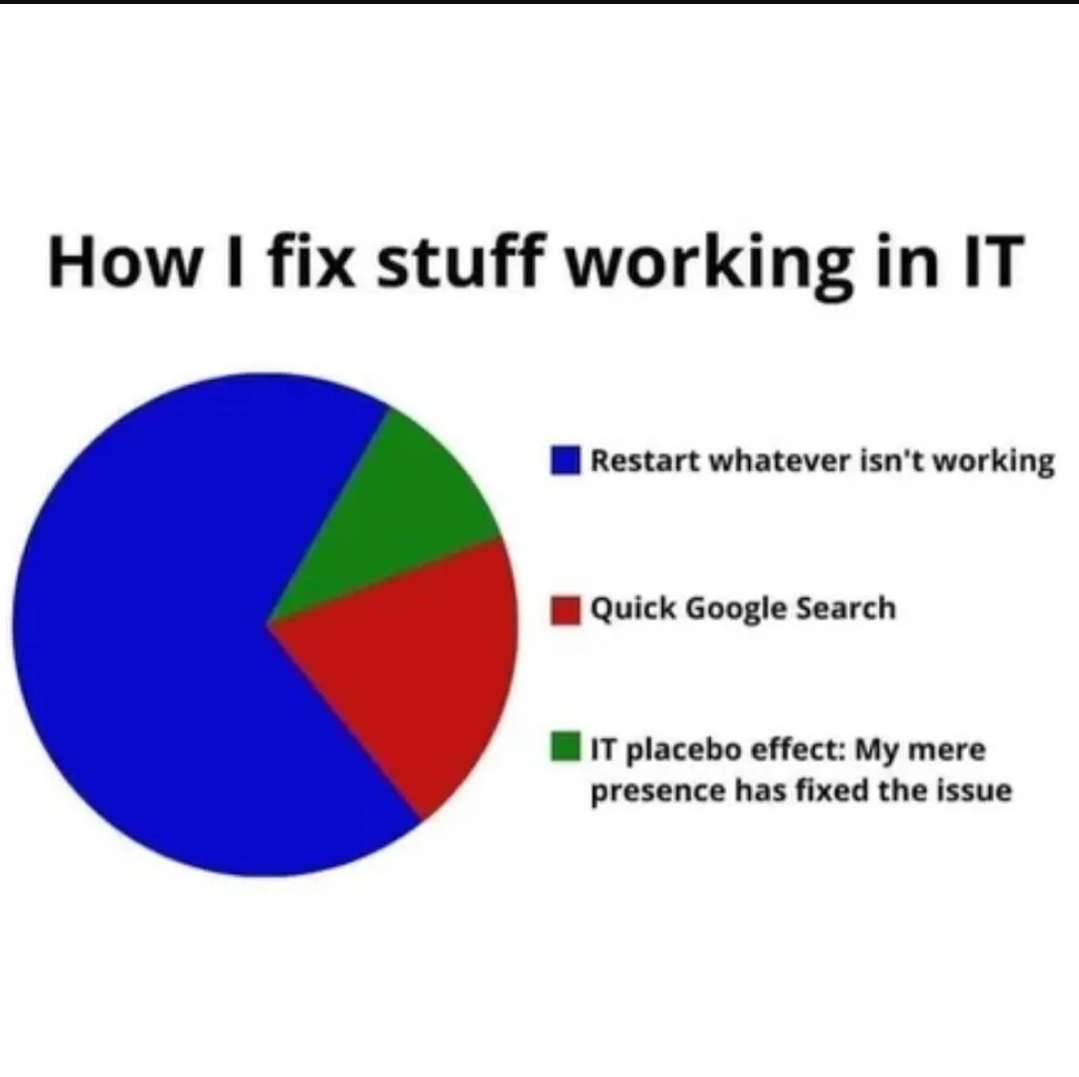 How I fix stuff working in IT
Restart whatever isn't working
Quick Google Search
IT placebo effect: My mere
presence has fixed the issue